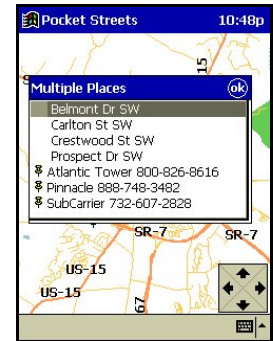 Pocket Streets 10:48p
15
Multiple Places ok
Belmont Dr SW
Carlton St SW
Crestwood St SW
Prospect Dr SW
Atlantic Tower 800-826-8616
Pinnacle 888-748-3482
SubCarrier 732-607-2828
SR-7 SR-7
US-15
US-15
67